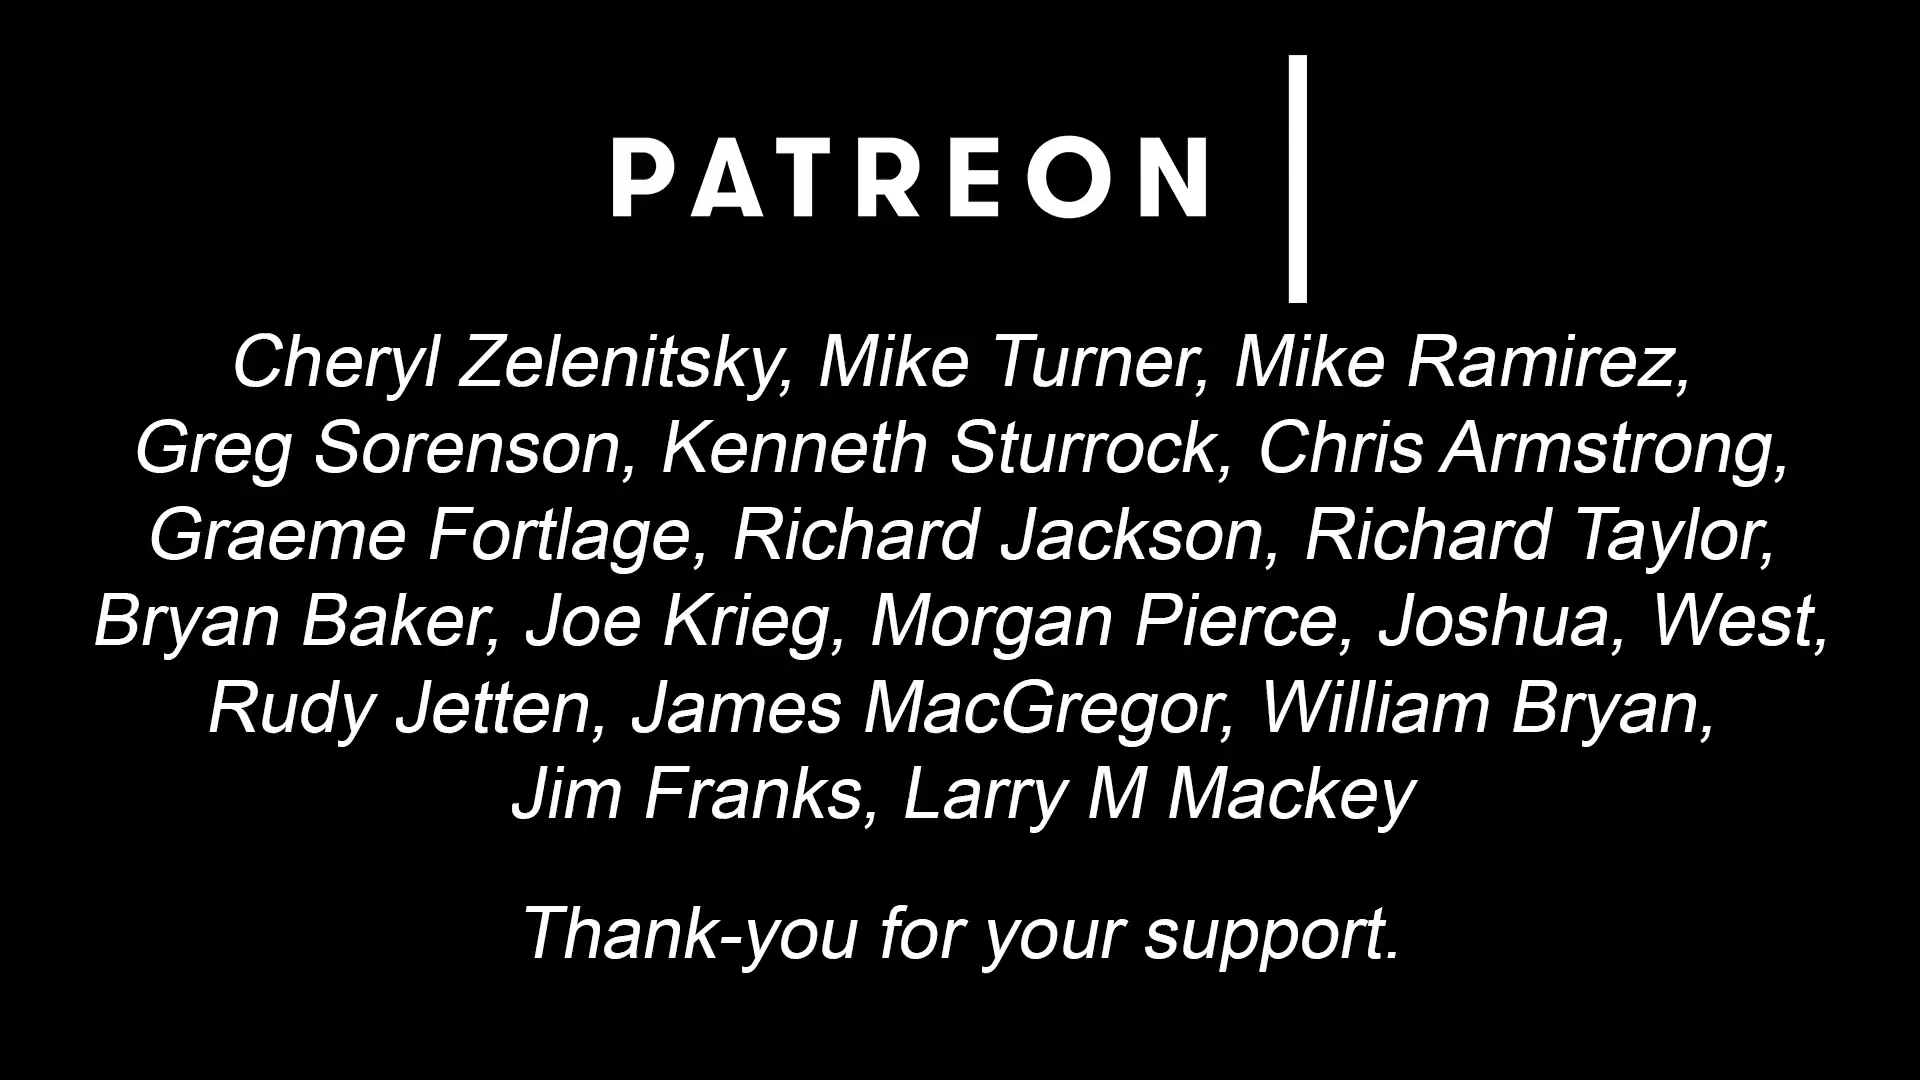 PATREON
Cheryl Zelenitsky, Mike Turner, Mike Ramirez,
Greg Sorenson, Kenneth Sturrock, Chris Armstrong,
Graeme Fortlage, Richard Jackson, Richard Taylor,
Bryan Baker, Joe Krieg, Morgan Pierce, Joshua, West,
Rudy Jetten, James MacGregor, William Bryan,
Jim Franks, Larry M Mackey
Thank-you for your support.